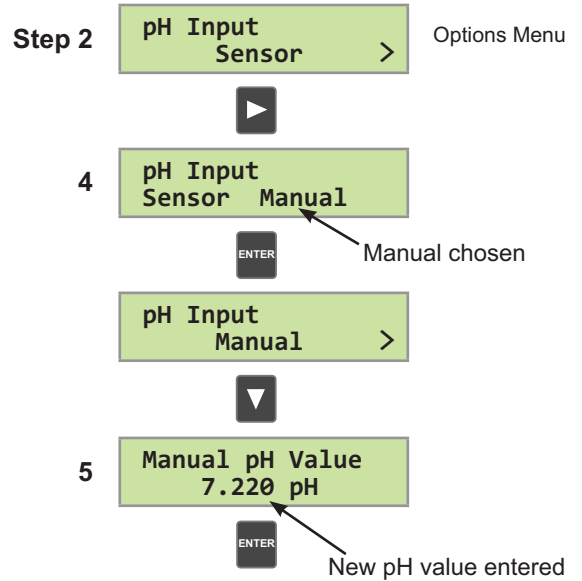 Step 2
pH Input
Sensor >
Options Menu
4
pH Input
Sensor Manual
ENTER
Manual chosen
pH Input
Manual >
5
Manual pH Value
7.220 pH
ENTER
New pH value entered